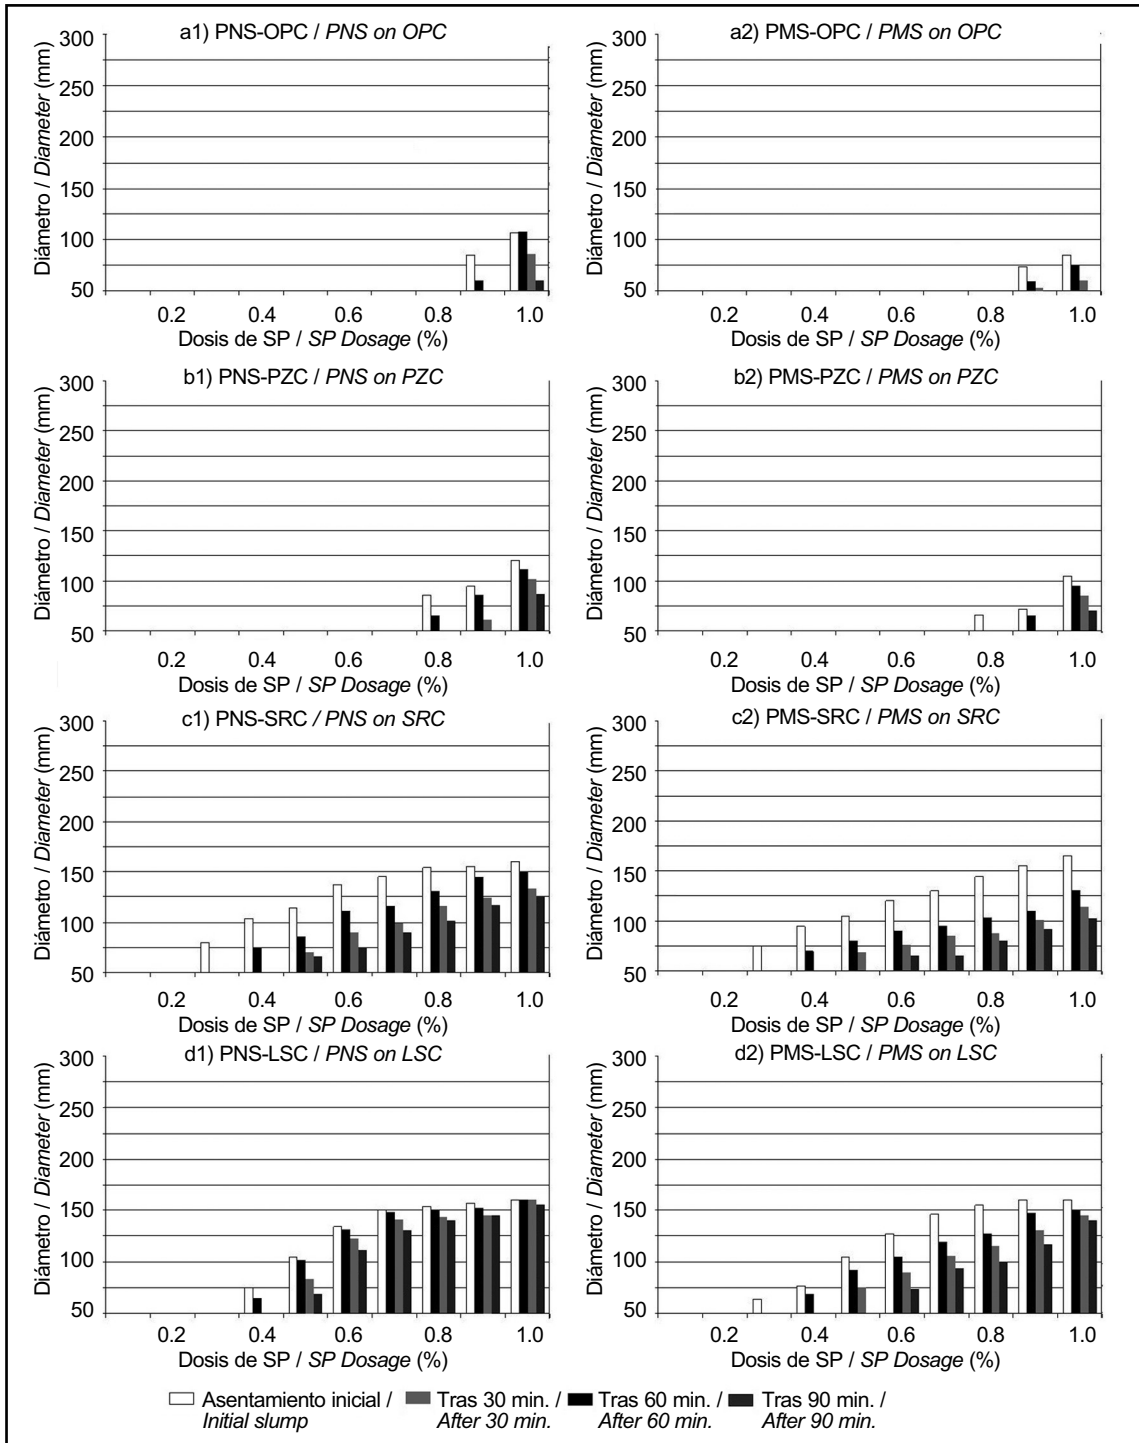 a1) PNS-OPC / PNS on OPC
300
250
200
150
100
50
Diámetro / Diameter (mm)
0.2 0.4 0.6 0.8 1.0
Dosis de SP / SP Dosage (%)
a2) PMS-OPC / PMS on OPC
300
250
200
150
100
50
Diámetro / Diameter (mm)
0.2 0.4 0.6 0.8 1.0
Dosis de SP / SP Dosage (%)
b1) PNS-PZC / PNS on PZC
300
250
200
150
100
50
Diámetro / Diameter (mm)
0.2 0.4 0.6 0.8 1.0
Dosis de SP / SP Dosage (%)
b2) PMS-PZC / PMS on PZC
300
250
200
150
100
50
Diámetro / Diameter (mm)
0.2 0.4 0.6 0.8 1.0
Dosis de SP / SP Dosage (%)
c1) PNS-SRC / PNS on SRC
300
250
200
150
100
50
Diámetro / Diameter (mm)
0.2 0.4 0.6 0.8 1.0
Dosis de SP / SP Dosage (%)
c2) PMS-SRC / PMS on SRC
300
250
200
150
100
50
Diámetro / Diameter (mm)
0.2 0.4 0.6 0.8 1.0
Dosis de SP / SP Dosage (%)
d1) PNS-LSC / PNS on LSC
300
250
200
150
100
50
Diámetro / Diameter (mm)
0.2 0.4 0.6 0.8 1.0
Dosis de SP / SP Dosage (%)
d2) PMS-LSC / PMS on LSC
300
250
200
150
100
50
Diámetro / Diameter (mm)
0.2 0.4 0.6 0.8 1.0
Dosis de SP / SP Dosage (%)
Asentamiento inicial /
Initial slump
Tras 30 min. /
After 30 min.
Tras 60 min. /
After 60 min.
Tras 90 min. /
After 90 min.